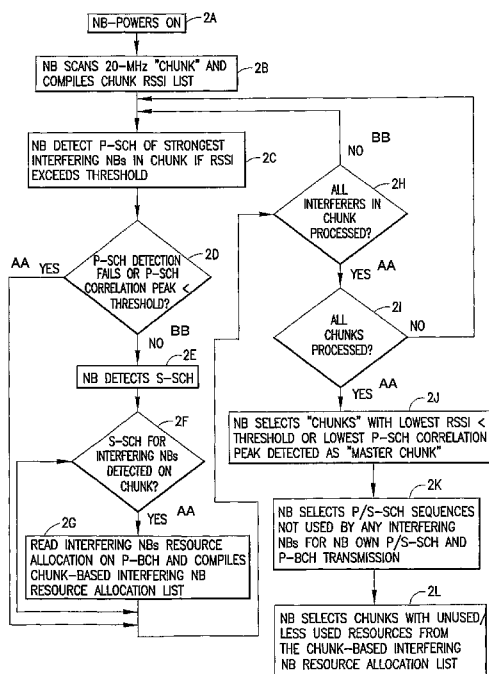 NB-POWERS ON
2A
NB SCANS 20-MHz "CHUNK" AND
COMPILES CHUNK RSSI LIST
2B
NB DETECT P-SCH OF STRONGEST
INTERFERING NBs IN CHUNK IF RSSI
EXCEEDS THRESHOLD
2C
P-SCH DETECTION
FAILS OR P-SCH
CORRELATION PEAK <
THRESHOLD?
2D
AA YES
NO BB
2E
NB DETECTS S-SCH
2F
S-SCH FOR
INTERFERING NBs
DETECTED ON
CHUNK?
YES AA
2G
READ INTERFERING NBs RESOURCE
ALLOCATION ON P-BCH AND COMPILES
CHUNK-BASED INTERFERING NB
RESOURCE ALLOCATION LIST
NO BB
2H
ALL
INTERFERERS IN
CHUNK
PROCESSED?
YES AA
2I
ALL
CHUNKS
PROCESSED?
NO
YES AA
2J
NB SELECTS "CHUNKS" WITH LOWEST RSSI <
THRESHOLD OR LOWEST P-SCH CORRELATION
PEAK DETECTED AS "MASTER CHUNK"
2K
NB SELECTS P/S-SCH SEQUENCES
NOT USED BY ANY INTERFERING
NBs FOR NB OWN P/S-SCH AND
P-BCH TRANSMISSION
2L
NB SELECTS CHUNKS WITH UNUSED/
LESS USED RESOURCES FROM
THE CHUNK-BASED INTERFERING
NB RESOURCE ALLOCATION LIST